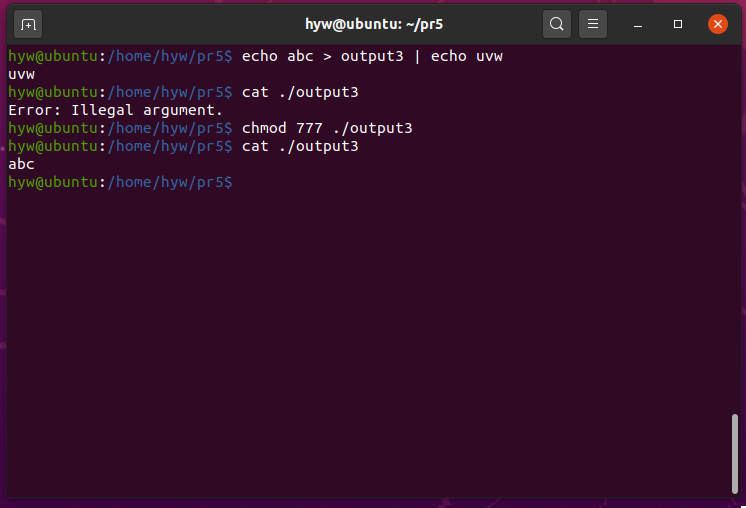 hyw@ubuntu: ~/pr5
hyw@ubuntu:/home/hyw/pr5$ echo abc > output3 | echo uvw
uvw
hyw@ubuntu:/home/hyw/pr5$ cat ./output3
Error: Illegal argument.
hyw@ubuntu:/home/hyw/pr5$ chmod 777 ./output3
hyw@ubuntu:/home/hyw/pr5$ cat ./output3
abc
hyw@ubuntu:/home/hyw/pr5$